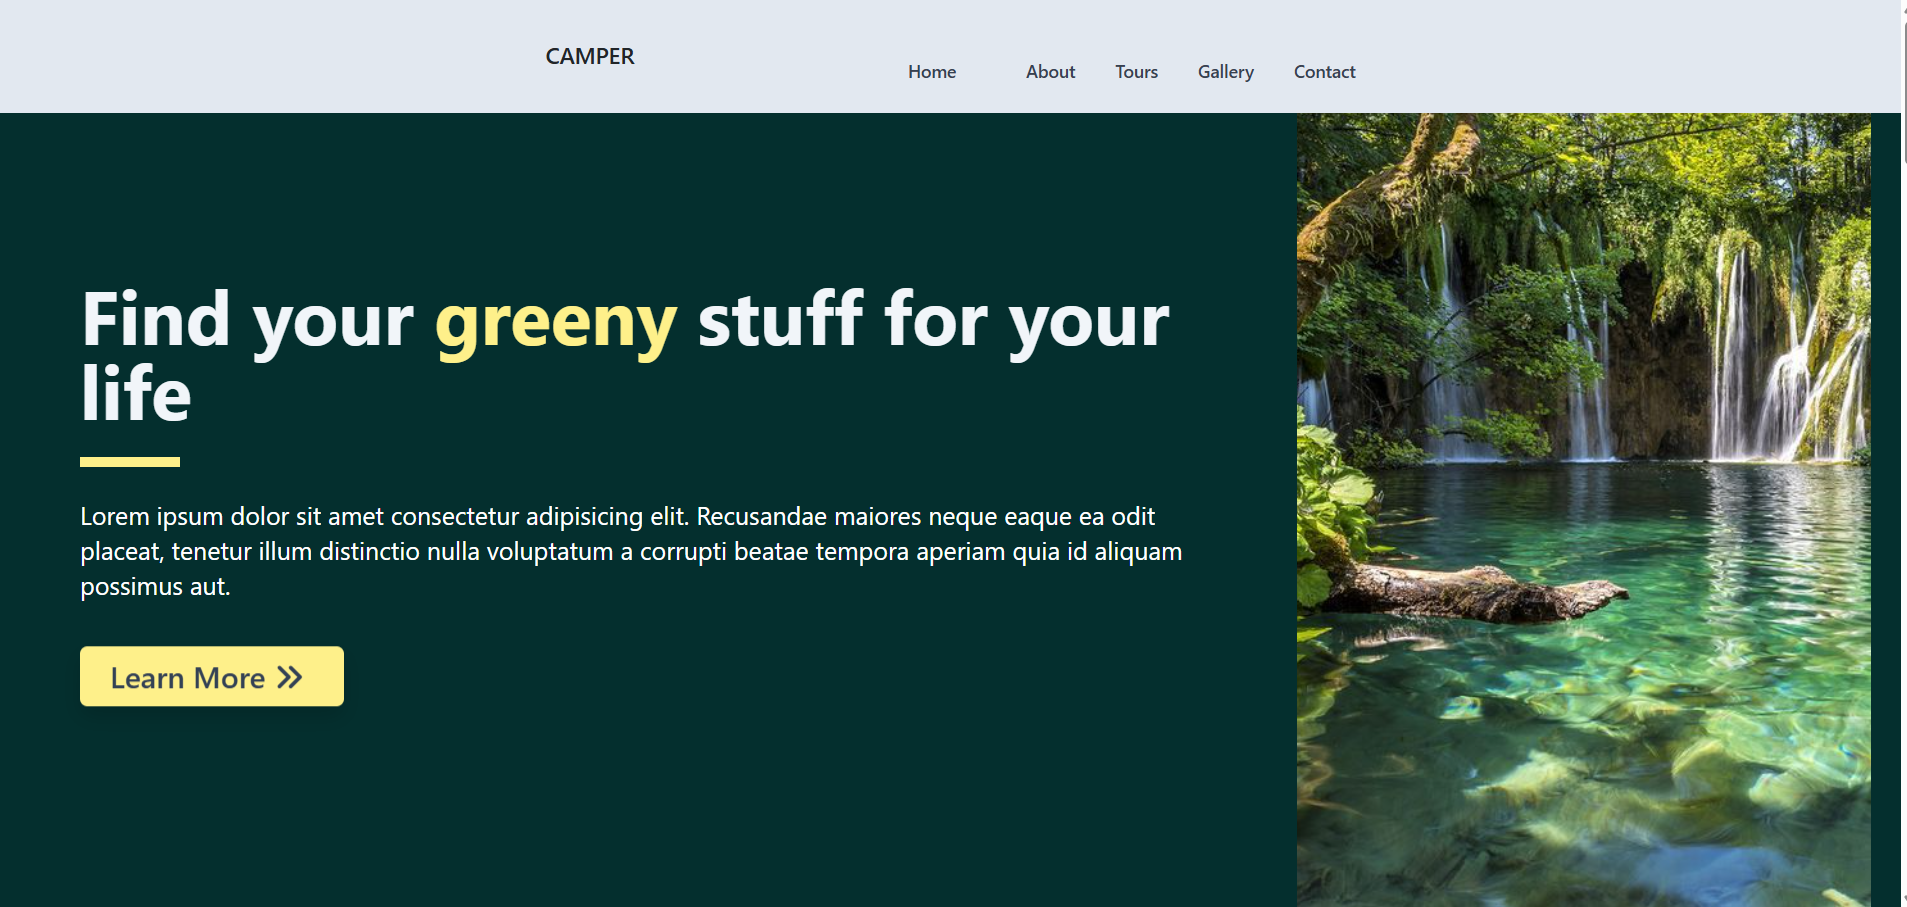 CAMPER
Home About Tours Gallery Contact
Find your greeny stuff for your
life
Lorem ipsum dolor sit amet consectetur adipisicing elit. Recusandae maiores neque eaque ea odit
placeat, tenetur illum distinctio nulla voluptatum a corrupti beatae tempora aperiam quia id aliquam
possimus aut.
Learn More